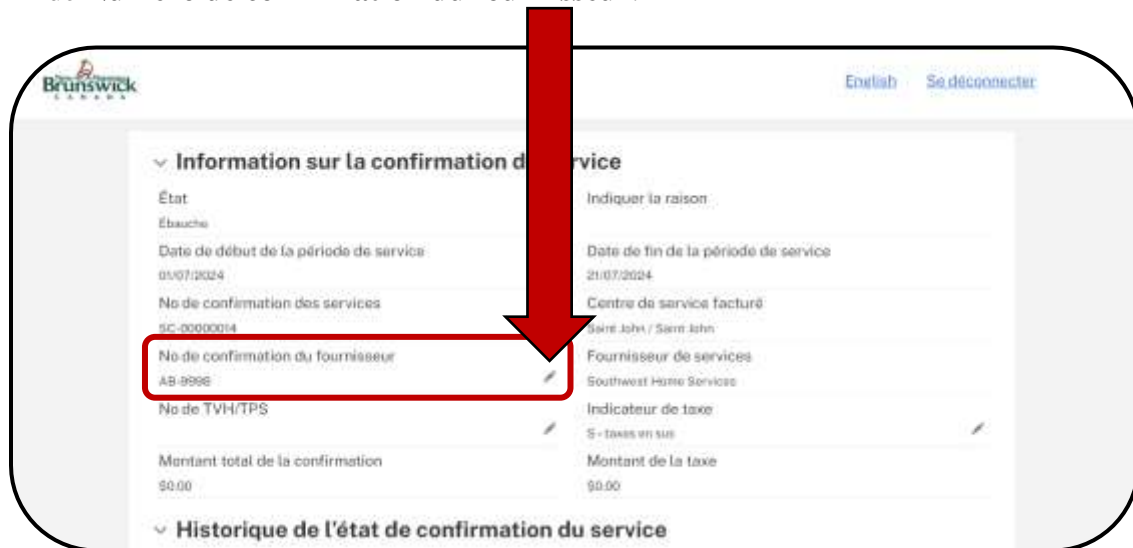 Brunswick
CANADA
English Se déconnecter
Information sur la confirmation d rvice
État Indiquer la raison
Ébauche
Date de début de la période de service Date de fin de la période de service
01/07/2024 21/07/2024
No de confirmation des services Centre de service facturé
SC-00000014 Saint John / Saint John
No de confirmation du fournisseur Fournisseur de services
AB-9998 Southwest Home Services
No de TVH/TPS Indicateur de taxe
S - taxes en sus
Montant total de la confirmation Montant de la taxe
$0.00 $0.00
Historique de l'état de confirmation du service